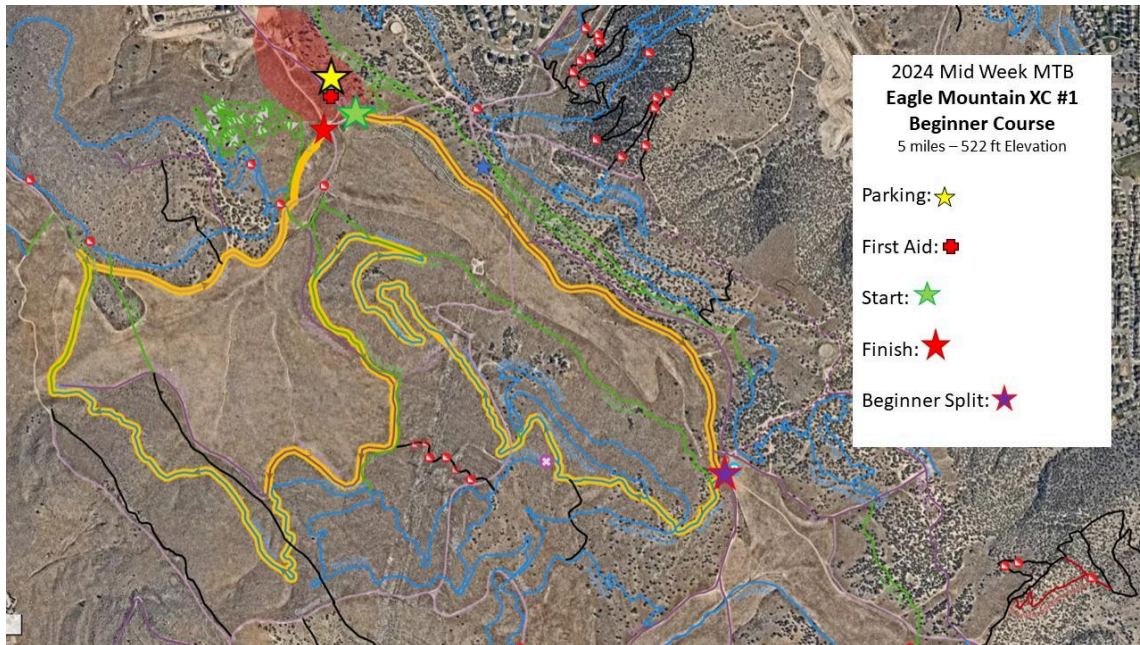 2024 Mid Week MTB
Eagle Mountain XC #1
Beginner Course
5 miles – 522 ft Elevation
Parking:
First Aid:
Start:
Finish:
Beginner Split: